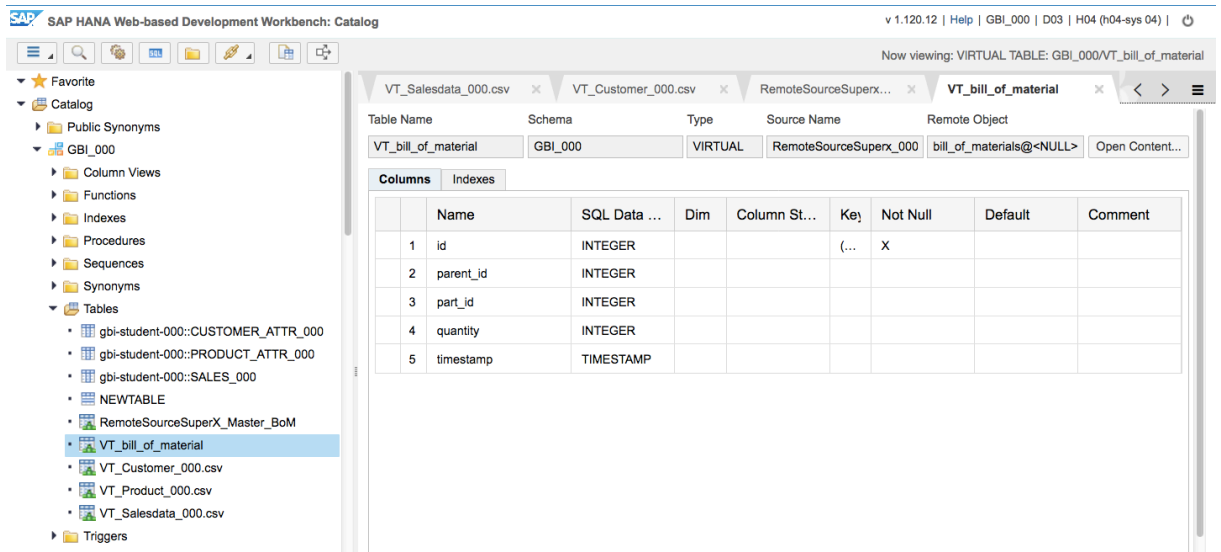 SAP SAP HANA Web-based Development Workbench: Catalog
v 1.120.12 | Help | GBI_000 | D03 | H04 (h04-sys 04) |
SQL
Now viewing: VIRTUAL TABLE: GBI_000/VT_bill_of_material
Favorite
Catalog
Public Synonyms
GBI_000
Column Views
Functions
Indexes
Procedures
Sequences
Synonyms
Tables
gbi-student-000::CUSTOMER_ATTR_000
gbi-student-000::PRODUCT_ATTR_000
gbi-student-000::SALES_000
NEWTABLE
RemoteSourceSuperX_Master_BoM
VT_bill_of_material
VT_Customer_000.csv
VT_Product_000.csv
VT_Salesdata_000.csv
Triggers
VT_Salesdata_000.csv VT_Customer_000.csv RemoteSourceSuperx... VT_bill_of_material
Table Name Schema Type Source Name Remote Object
VT_bill_of_material GBI_000 VIRTUAL RemoteSourceSuperx_000 bill_of_materials@<NULL> Open Content...
Columns Indexes
Name SQL Data ... Dim Column St... Key Not Null Default Comment
1 id INTEGER (... X
2 parent_id INTEGER
3 part_id INTEGER
4 quantity INTEGER
5 timestamp TIMESTAMP